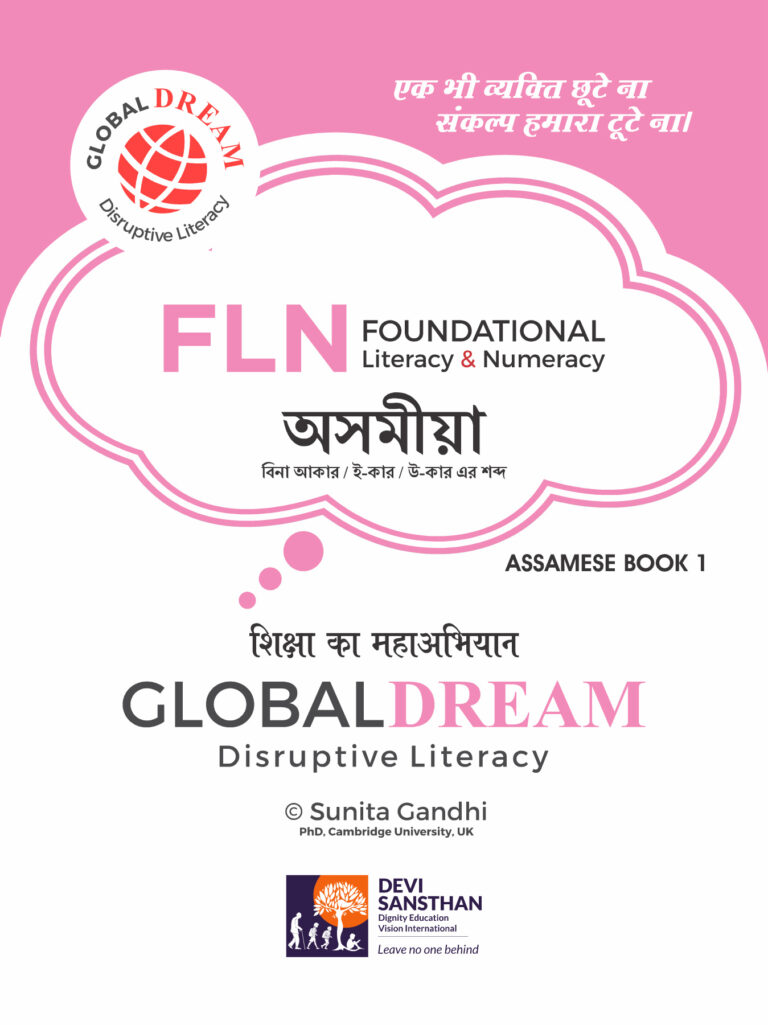 एक भी व्यक्ति छूटे ना
संकल्प हमारा टूटे ना।
GLOBAL DREAM
Disruptive Literacy
FLN FOUNDATIONAL
Literacy & Numeracy
অসমীয়া
বিনা আকার / ই-কার / উ-কার এর শব্দ
ASSAMESE BOOK 1
शिक्षा का महाअभियान
GLOBALDREAM
Disruptive Literacy
© Sunita Gandhi
PhD, Cambridge University, UK
DEVI
SANSTHAN
Dignity Education
Vision International
Leave no one behind